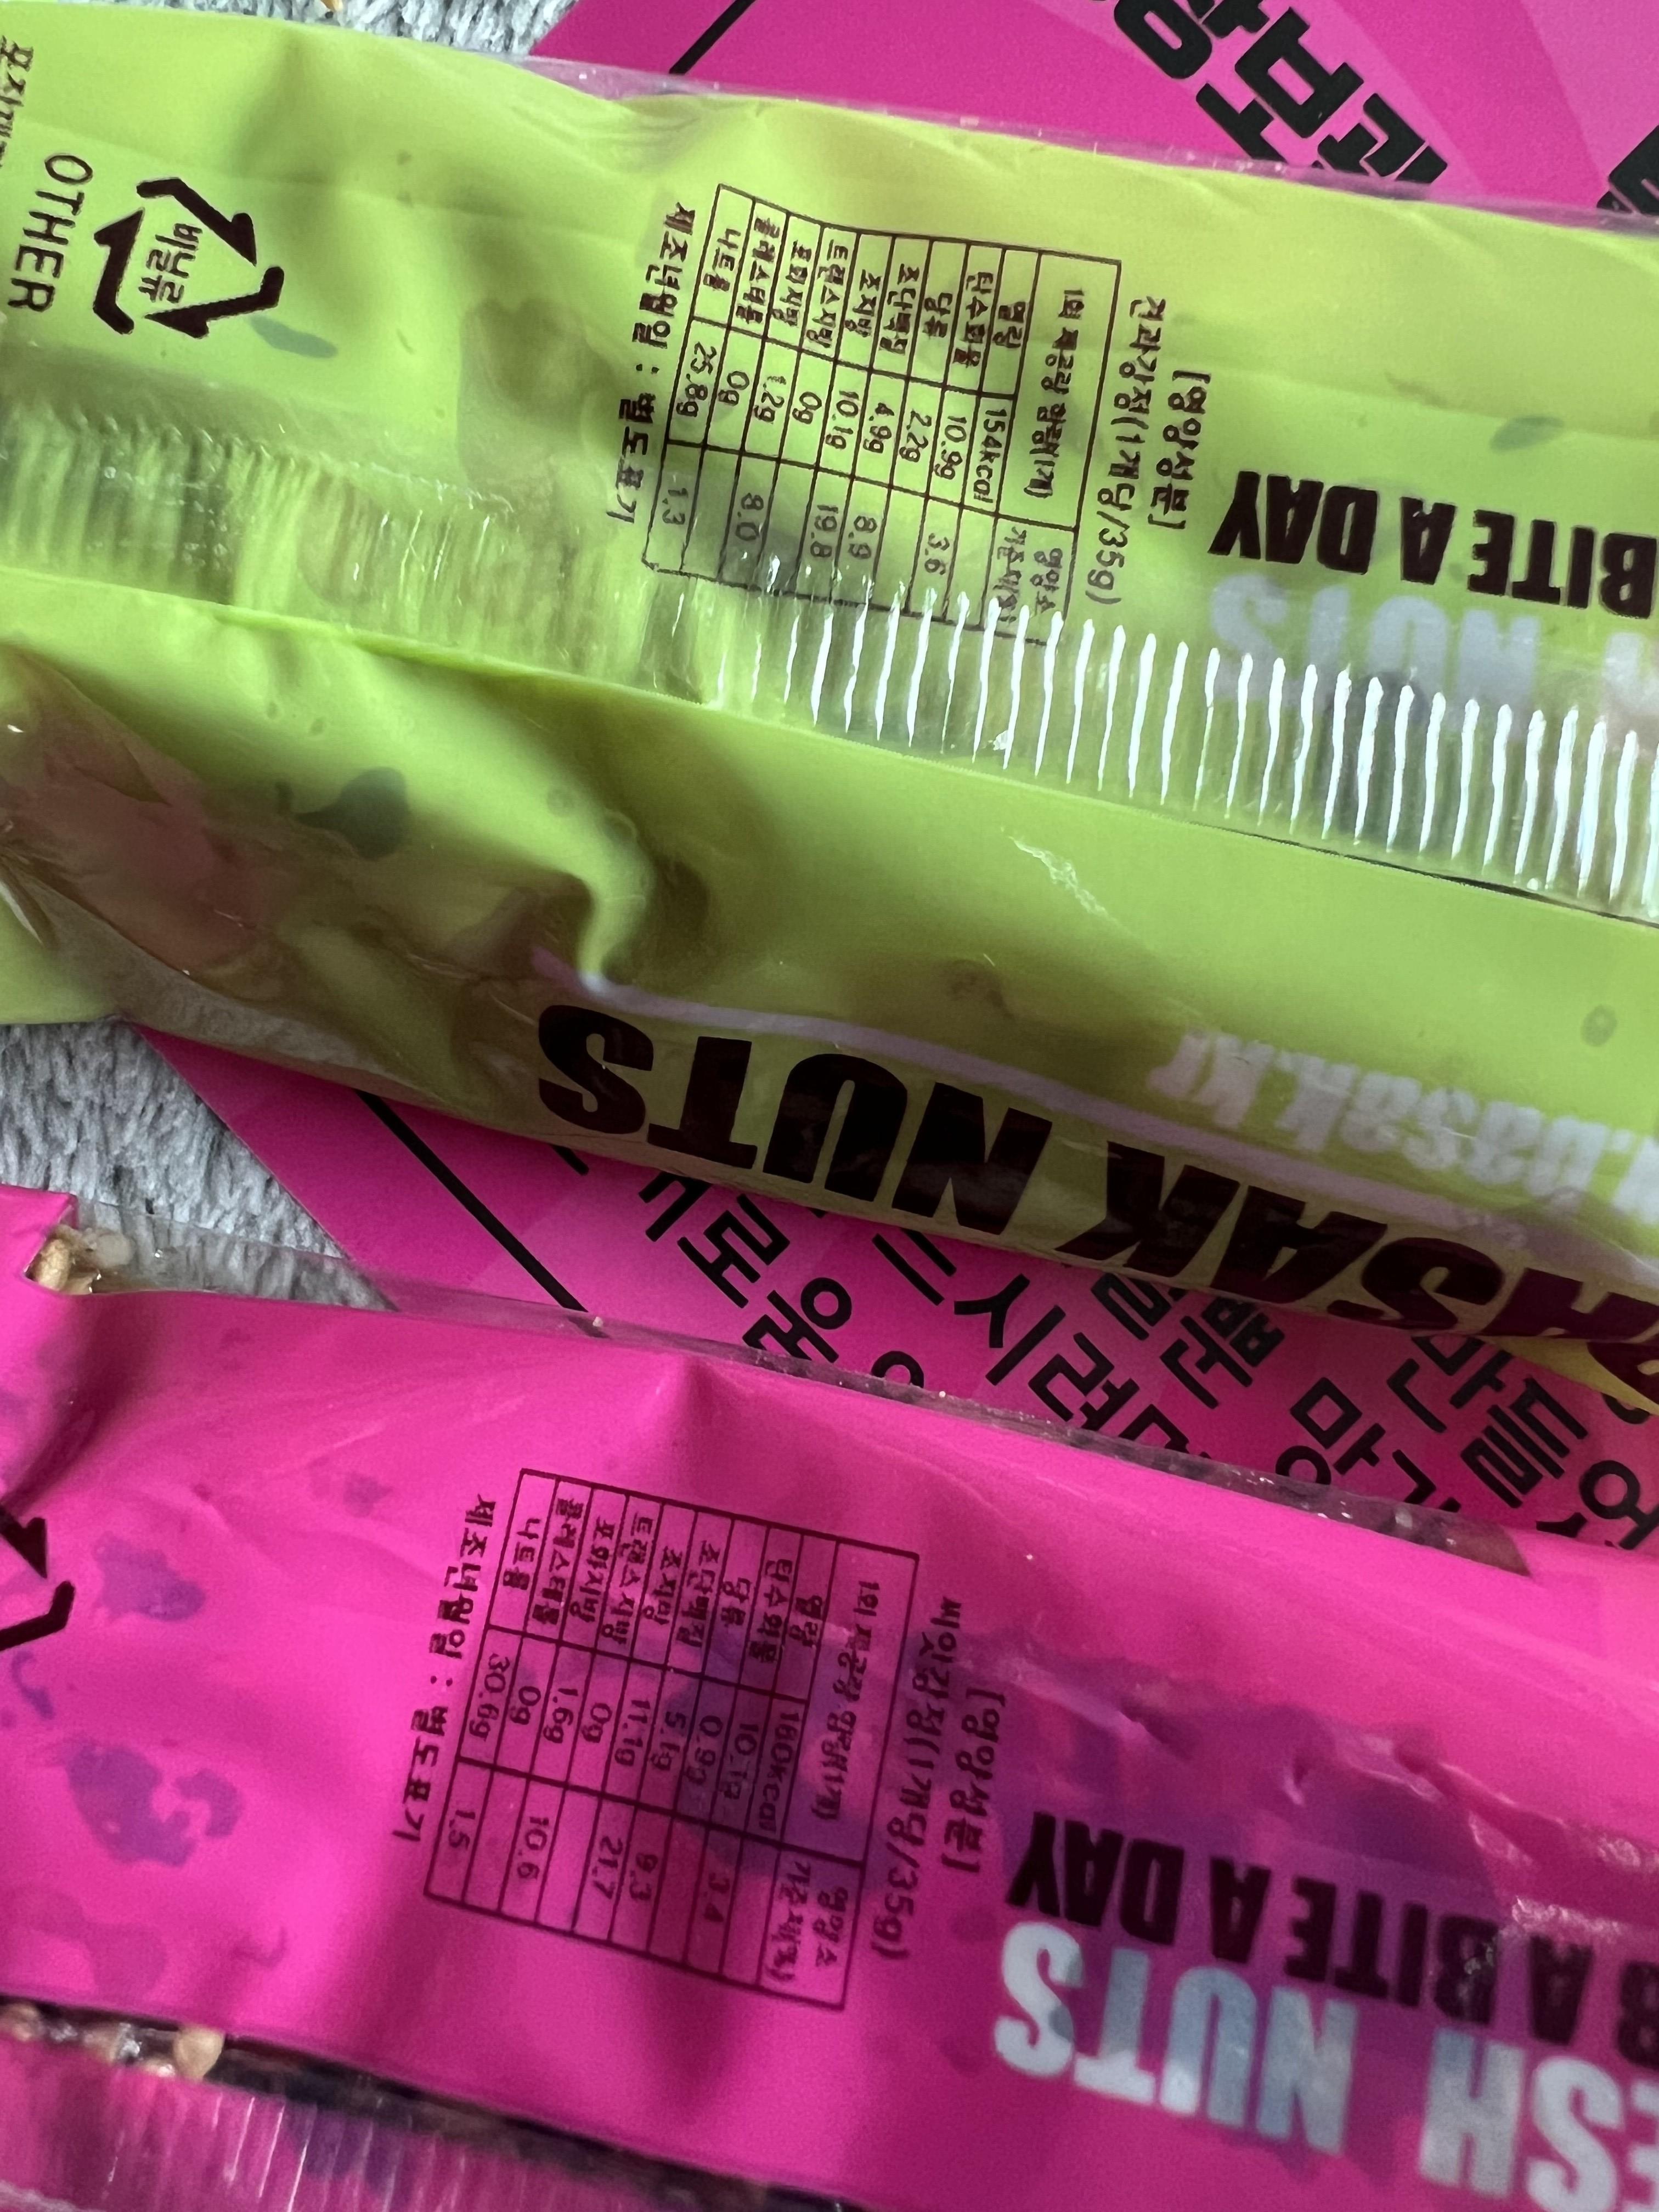 BITE A DAY
NUTS
[영양성분]
견과강정(1개당/35g)
1회 제공량 함량(1개) 영양소 기준치(%)
열량 154kcal
탄수화물 10.9g 3.6
당류 2.2g
조단백질 4.9g 8.9
조지방 10.1g 19.8
트랜스지방 0g
포화지방 1.2g 8.0
콜레스테롤 0g
나트륨 25.8g 1.3
제조년월일 : 별도표기
비닐류
OTHER
.basak.kr
SAK NUTS
ESH NUTS
B A BITE A DAY
[영양성분]
씨앗강정(1개당/35g)
1회 제공량 함량(1개) 영양소 기준치(%)
열량 160kcal
탄수화물 10.1g 3.4
당류 0.9g
조단백질 5.1g 9.3
조지방 11.1g 21.7
트랜스지방 0g
포화지방 1.6g 10.6
콜레스테롤 0g
나트륨 30.6g 1.5
제조년월일 : 별도표기